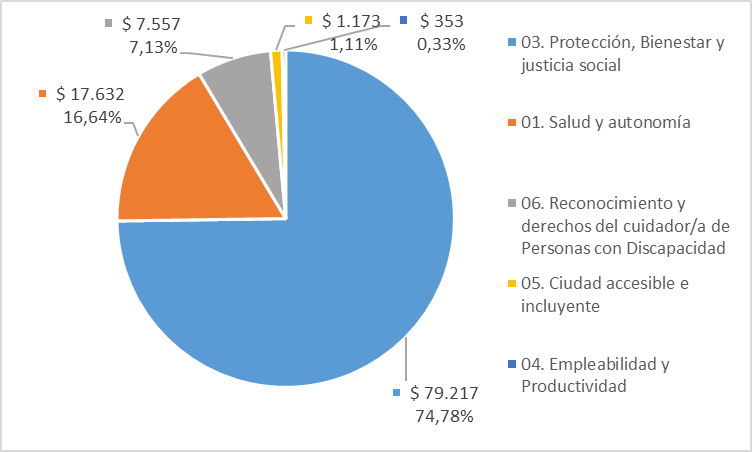 $ 7.557
7,13%
$ 1.173
1,11%
$ 353
0,33%
$ 17.632
16,64%
$ 79.217
74,78%
03. Protección, Bienestar y
justicia social
01. Salud y autonomía
06. Reconocimiento y
derechos del cuidador/a de
Personas con Discapacidad
05. Ciudad accesible e
incluyente
04. Empleabilidad y
Productividad